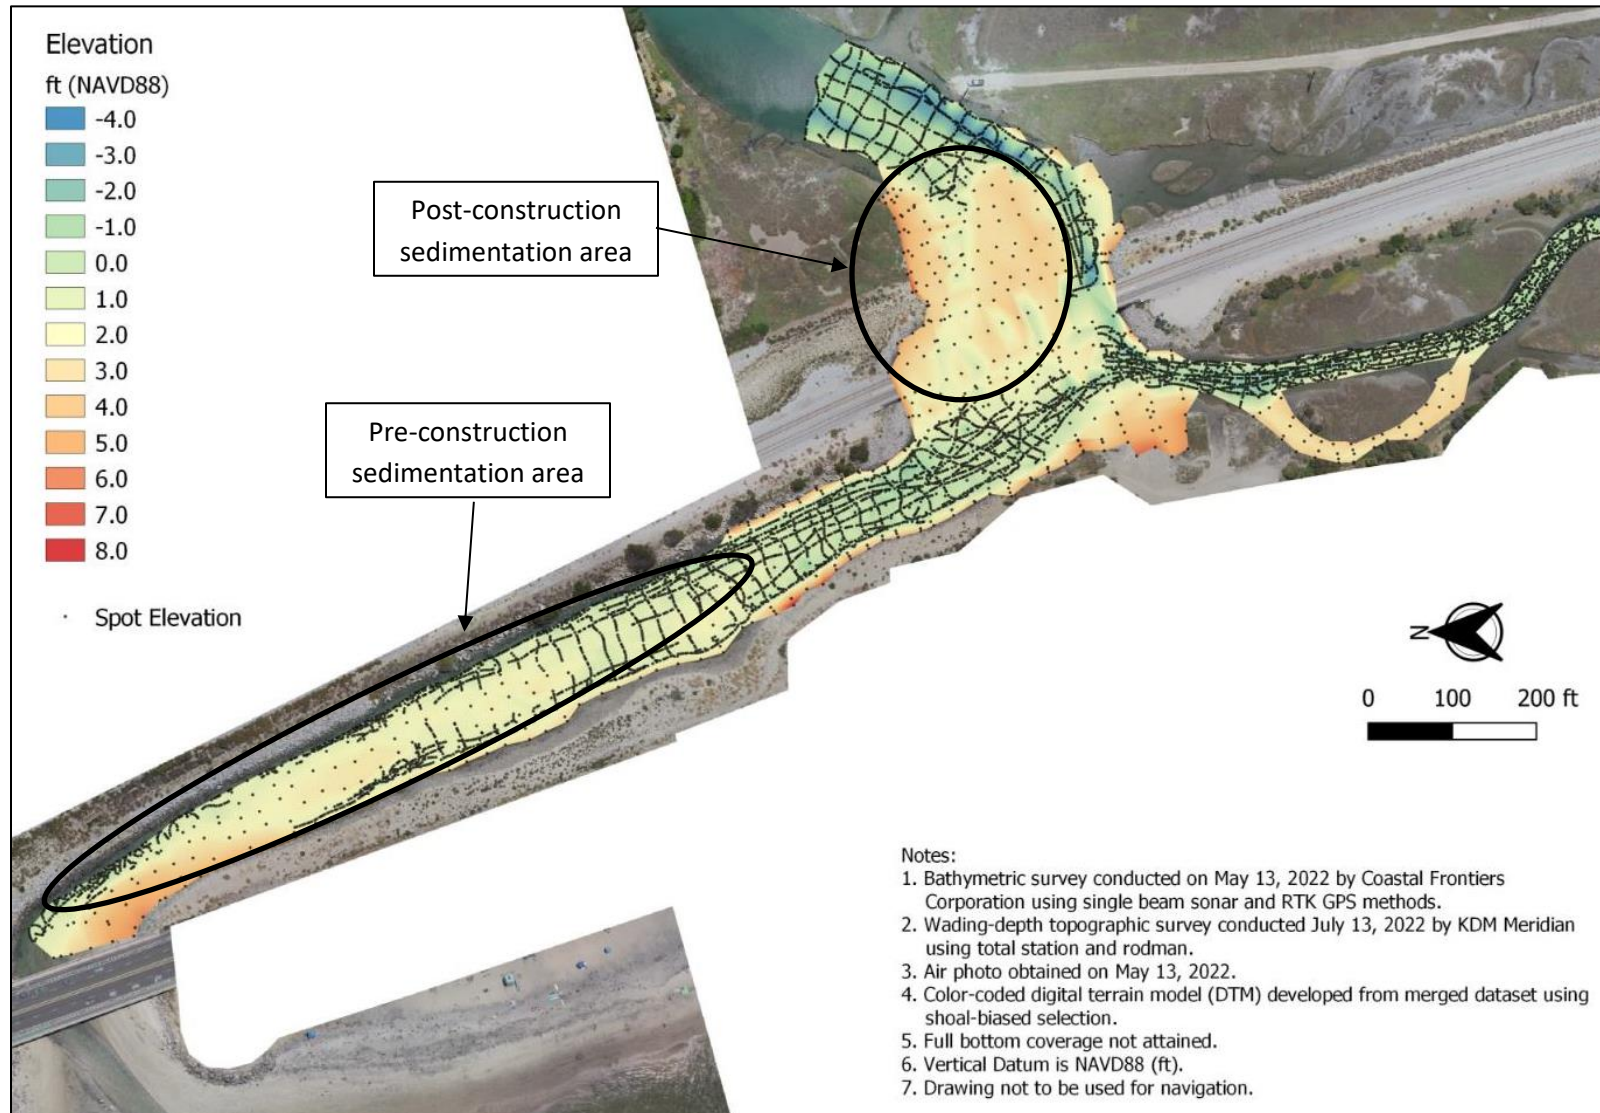 Elevation
ft (NAVD88)
-4.0
-3.0
-2.0
-1.0
0.0
1.0
2.0
3.0
4.0
5.0
6.0
7.0
8.0
Spot Elevation
Post-construction
sedimentation area
Pre-construction
sedimentation area
N
0 100 200 ft
Notes:
1. Bathymetric survey conducted on May 13, 2022 by Coastal Frontiers
Corporation using single beam sonar and RTK GPS methods.
2. Wading-depth topographic survey conducted July 13, 2022 by KDM Meridian
using total station and rodman.
3. Air photo obtained on May 13, 2022.
4. Color-coded digital terrain model (DTM) developed from merged dataset using
shoal-biased selection.
5. Full bottom coverage not attained.
6. Vertical Datum is NAVD88 (ft).
7. Drawing not to be used for navigation.